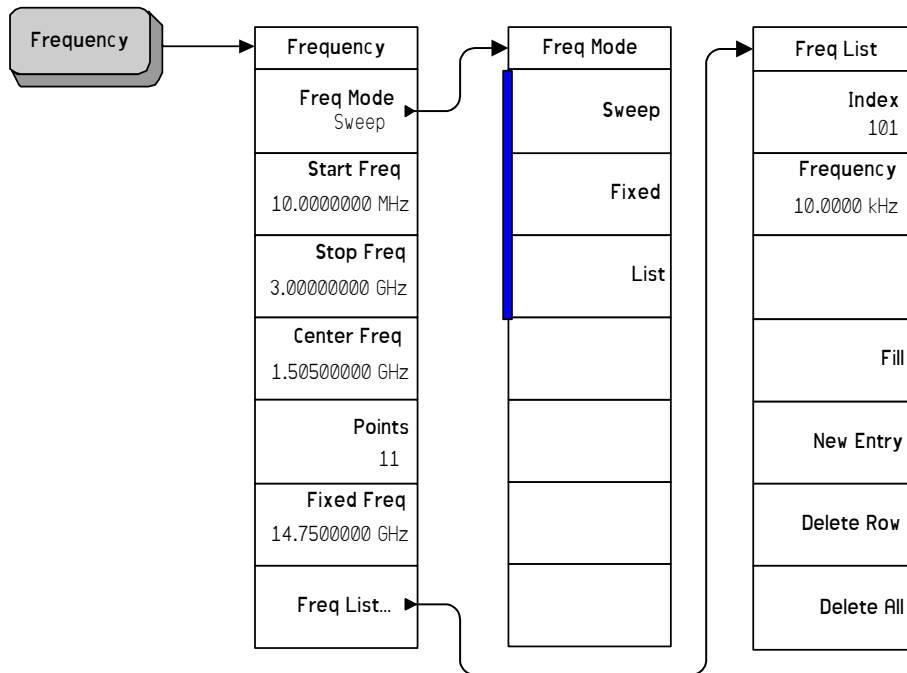 Frequency
Frequency
Freq Mode
Sweep
Start Freq
10.0000000 MHz
Stop Freq
3.00000000 GHz
Center Freq
1.50500000 GHz
Points
11
Fixed Freq
14.7500000 GHz
Freq List...
Freq Mode
Sweep
Fixed
List
Freq List
Index
101
Frequency
10.0000 kHz
Fill
New Entry
Delete Row
Delete All